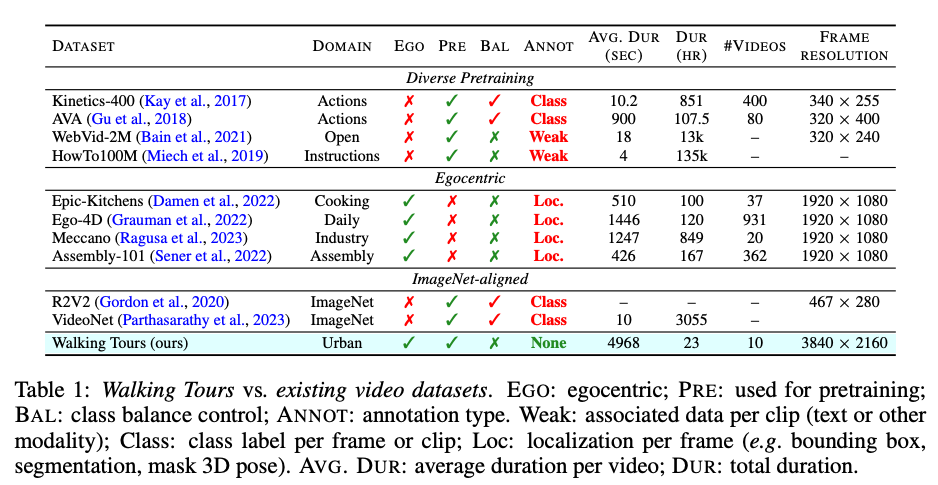 DATASET DOMAIN EGO PRE BAL ANNOT AVG. DUR (SEC) DUR (HR) #VIDEOS FRAME RESOLUTION
Diverse Pretraining
Kinetics-400 (Kay et al., 2017) Actions ✗ ✓ ✓ Class 10.2 851 400 340 × 255
AVA (Gu et al., 2018) Actions ✗ ✓ ✓ Class 900 107.5 80 320 × 400
WebVid-2M (Bain et al., 2021) Open ✗ ✓ ✗ Weak 18 13k – 320 × 240
HowTo100M (Miech et al., 2019) Instructions ✗ ✓ ✗ Weak 4 135k – –
Egocentric
Epic-Kitchens (Damen et al., 2022) Cooking ✓ ✗ ✗ Loc. 510 100 37 1920 × 1080
Ego-4D (Grauman et al., 2022) Daily ✓ ✗ ✗ Loc. 1446 120 931 1920 × 1080
Meccano (Ragusa et al., 2023) Industry ✓ ✗ ✗ Loc. 1247 849 20 1920 × 1080
Assembly-101 (Sener et al., 2022) Assembly ✓ ✗ ✗ Loc. 426 167 362 1920 × 1080
ImageNet-aligned
R2V2 (Gordon et al., 2020) ImageNet ✗ ✓ ✓ Class – – – 467 × 280
VideoNet (Parthasarathy et al., 2023) ImageNet ✗ ✓ ✓ Class 10 3055 –
Walking Tours (ours) Urban ✓ ✓ ✗ None 4968 23 10 3840 × 2160
Table 1: Walking Tours vs. existing video datasets. EGO: egocentric; PRE: used for pretraining;
BAL: class balance control; ANNOT: annotation type. Weak: associated data per clip (text or other
modality); Class: class label per frame or clip; Loc: localization per frame (e.g. bounding box,
segmentation, mask 3D pose). AVG. DUR: average duration per video; DUR: total duration.